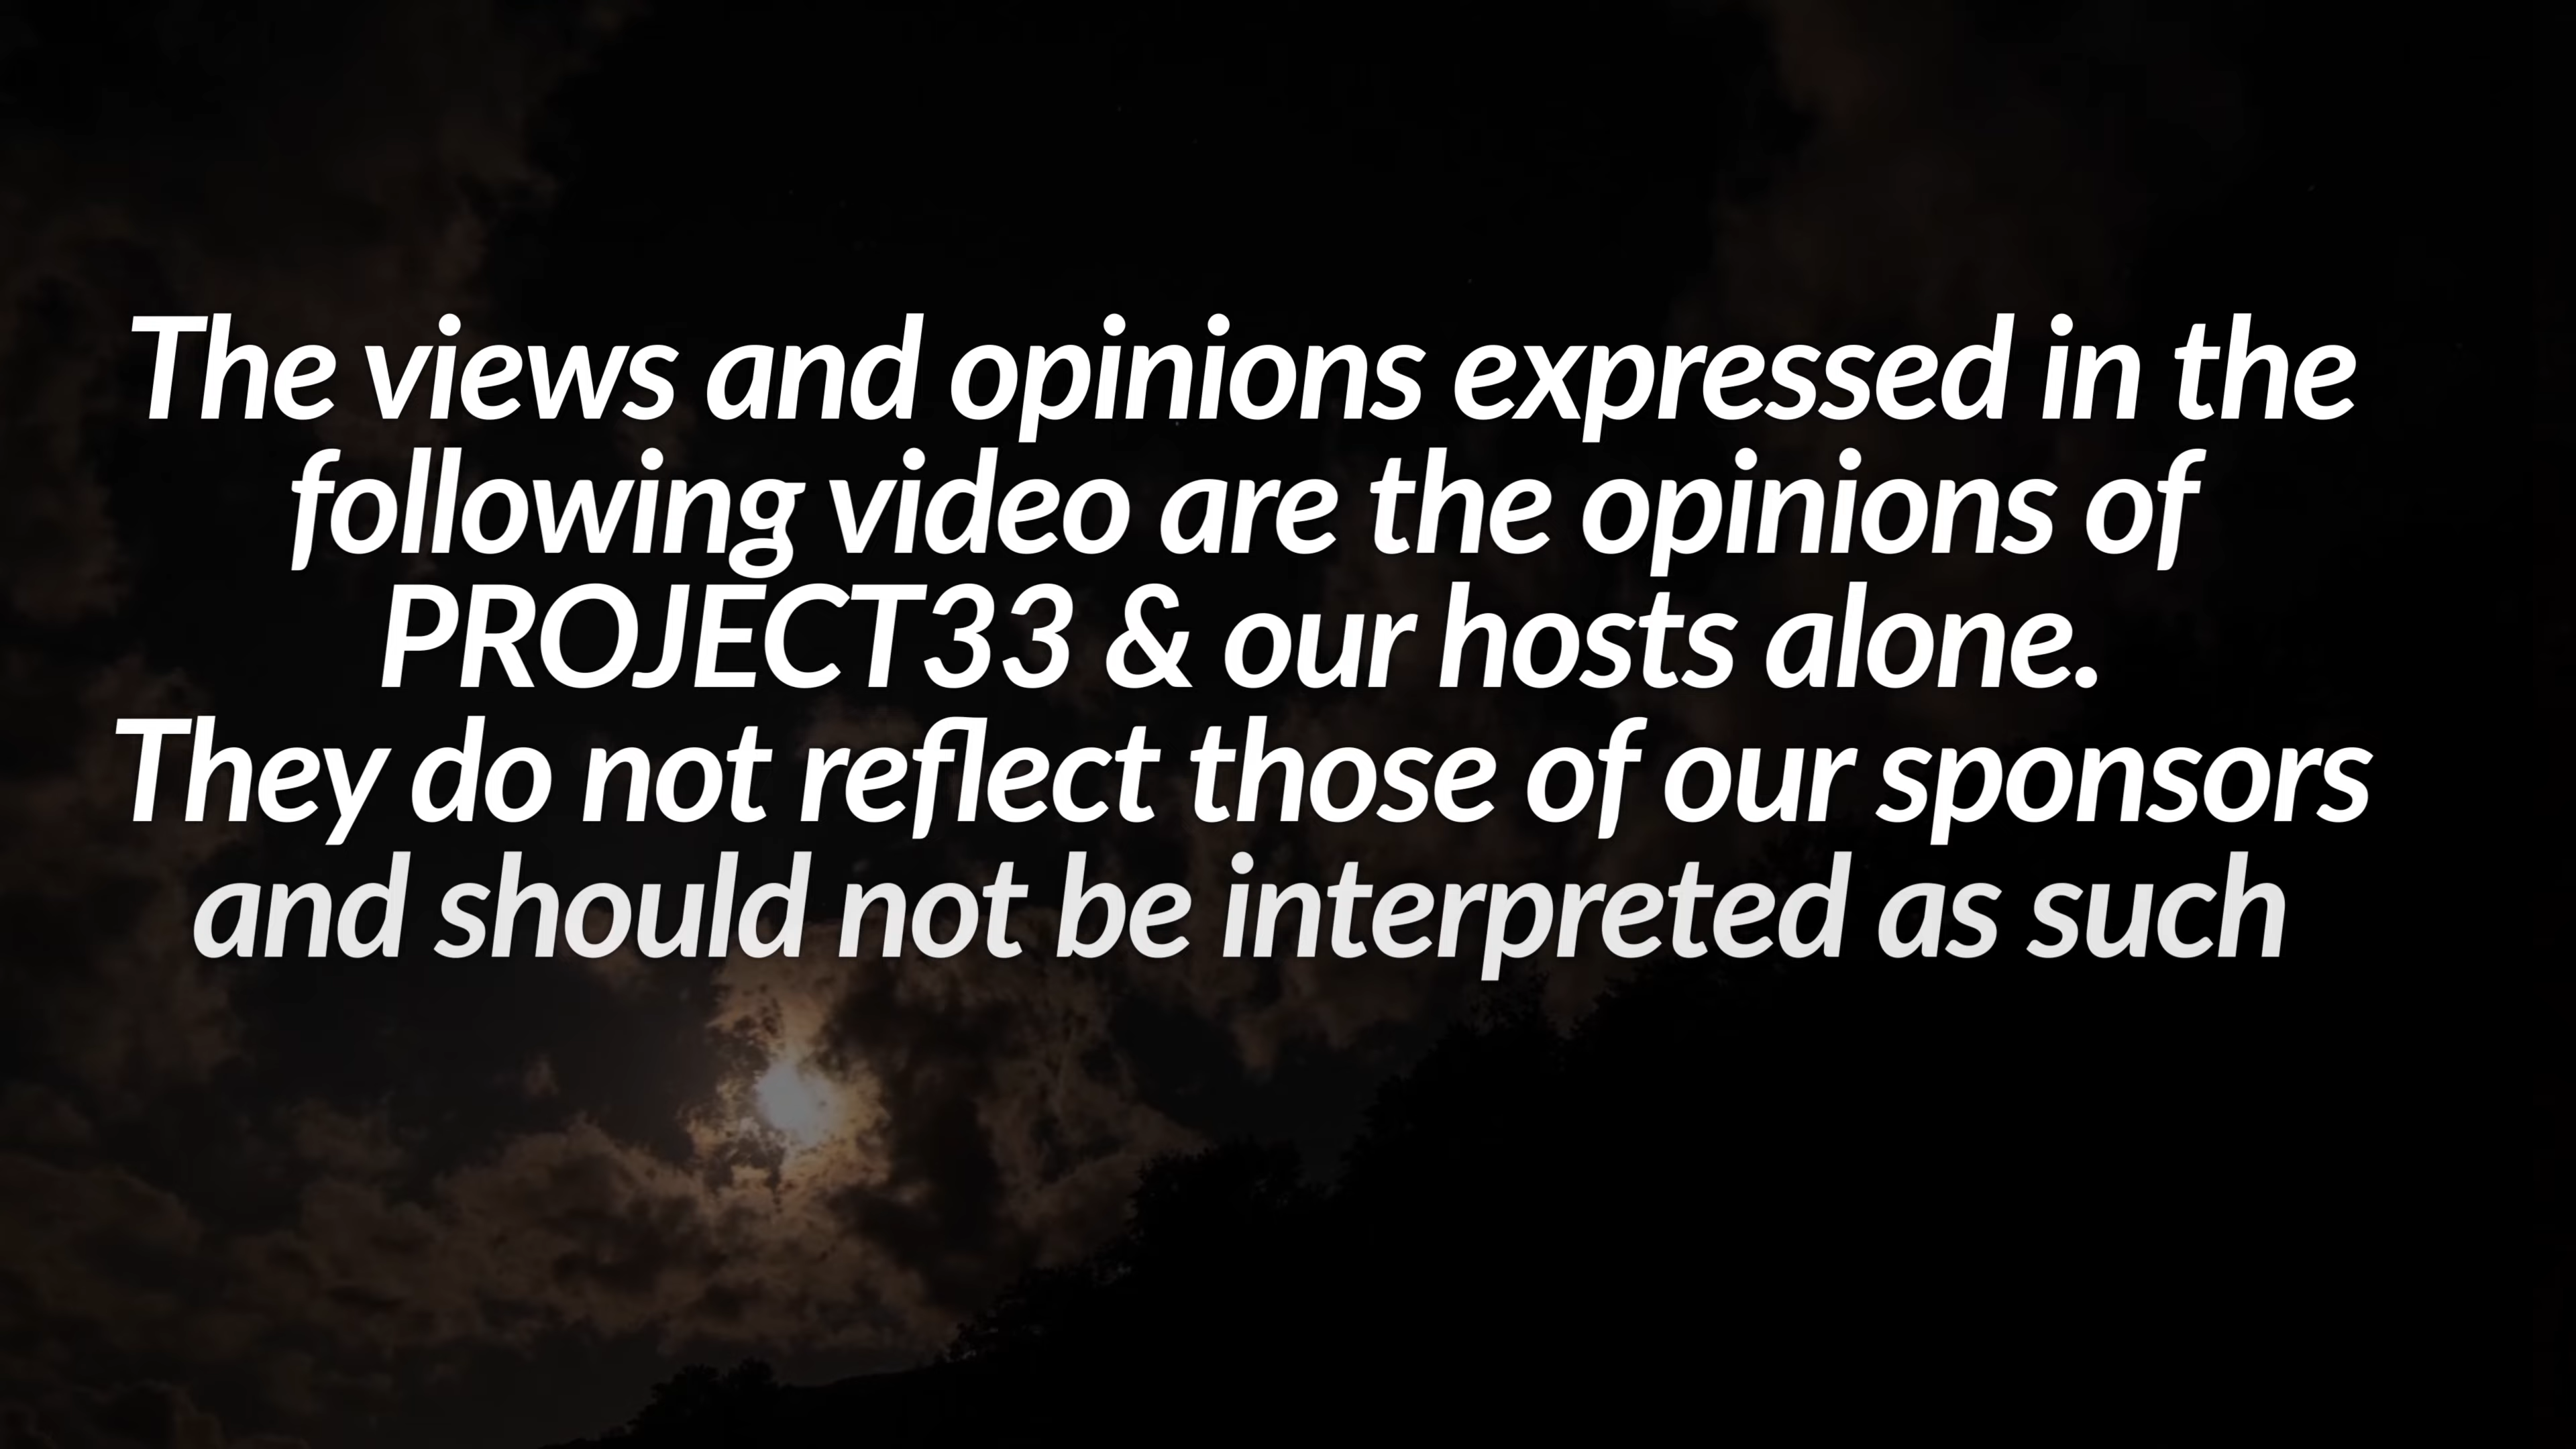 The views and opinions expressed in the
following video are the opinions of
PROJECT33 & our hosts alone.
They do not reflect those of our sponsors
and should not be interpreted as such